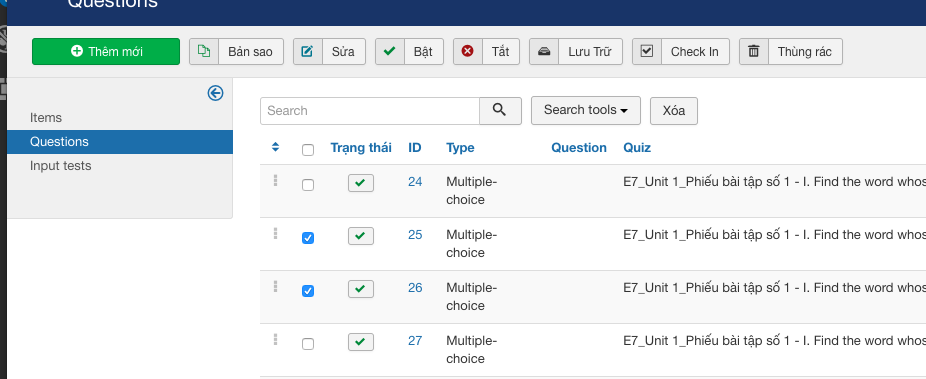 Questions
Thêm mới Bản sao Sửa Bật Tắt Lưu Trữ Check In Thùng rác
Items
Questions
Input tests
Search Search tools Xóa
Trạng thái ID Type Question Quiz
24 Multiple-choice E7_Unit 1_Phiếu bài tập số 1 - I. Find the word whos
25 Multiple-choice E7_Unit 1_Phiếu bài tập số 1 - I. Find the word whos
26 Multiple-choice E7_Unit 1_Phiếu bài tập số 1 - I. Find the word whos
27 Multiple-choice E7_Unit 1_Phiếu bài tập số 1 - I. Find the word whos